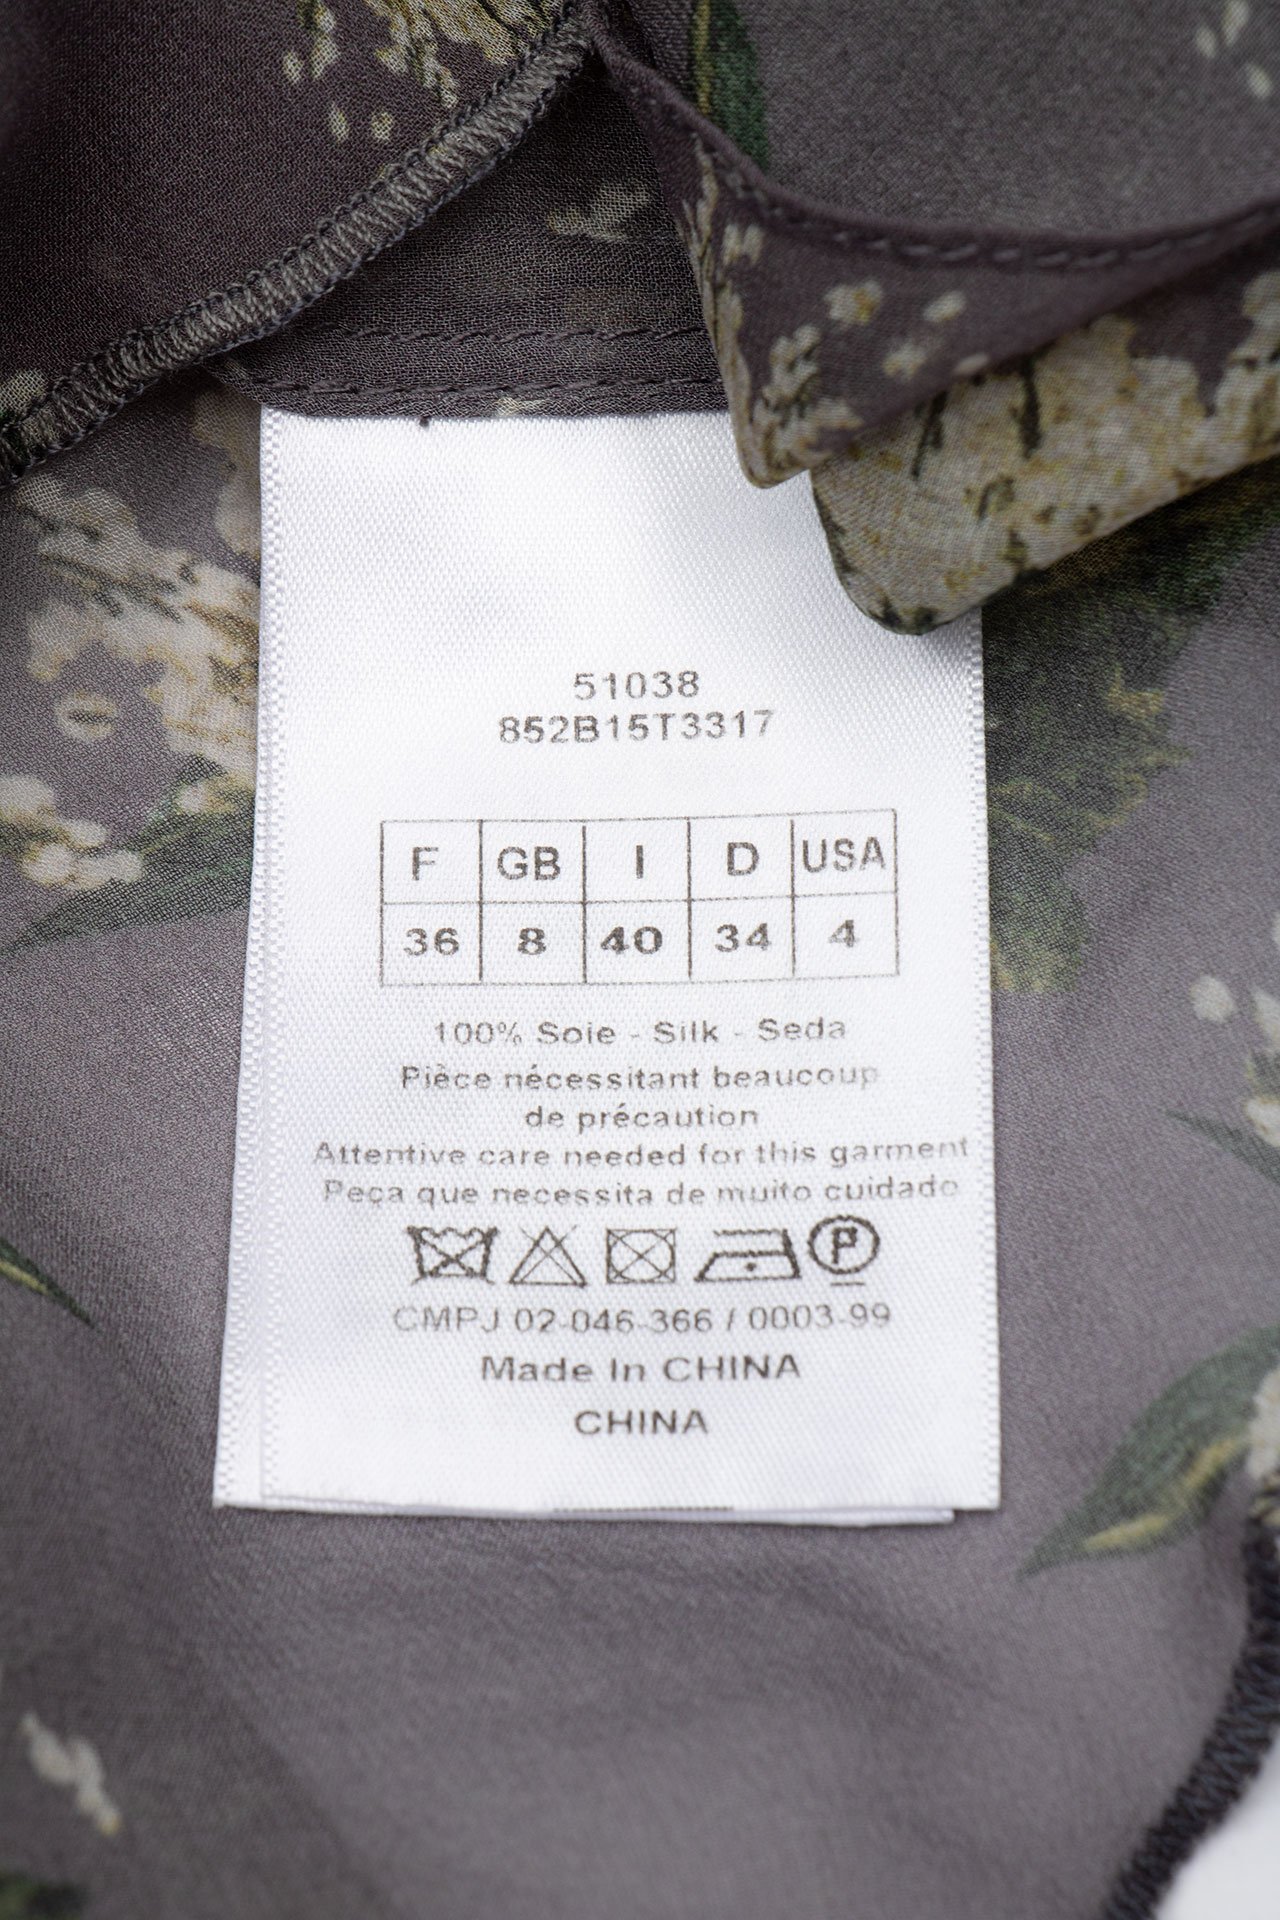 51038
852B15T3317
F GB I D USA
36 8 40 34 4
100% Soie - Silk - Seda
Pièce nécessitant beaucoup
de précaution
Attentive care needed for this garment
Peça que necessita de muito cuidado
P
CMPJ 02-046-366 / 0003-99
Made In CHINA
CHINA